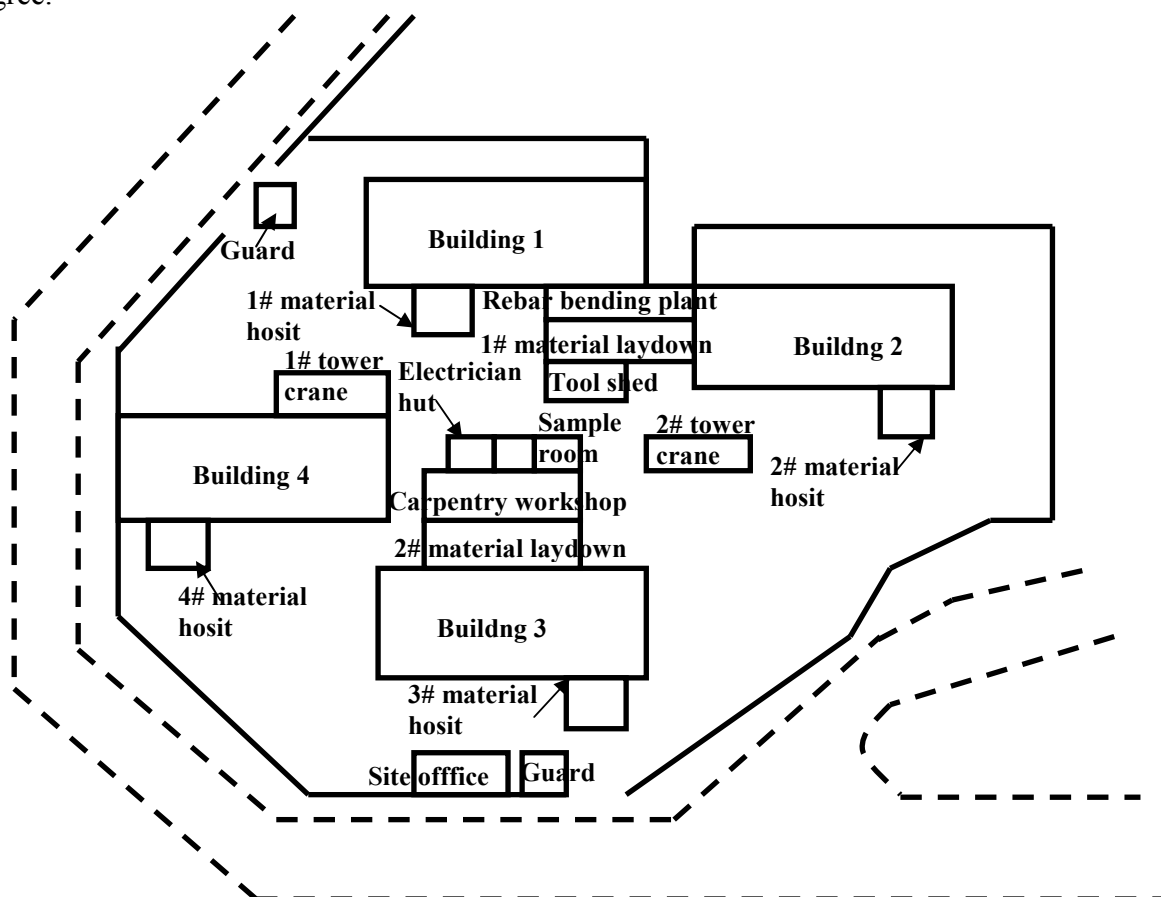 gree.
Building 1
Guard
1# material
hosit
Rebar bending plant
1# material laydown
Buildng 2
1# tower
crane
Electrician
hut
Tool shed
Sample
room
2# tower
crane
2# material
hosit
Building 4
Carpentry workshop
2# material laydown
4# material
hosit
Buildng 3
3# material
hosit
Site offfice
Guard